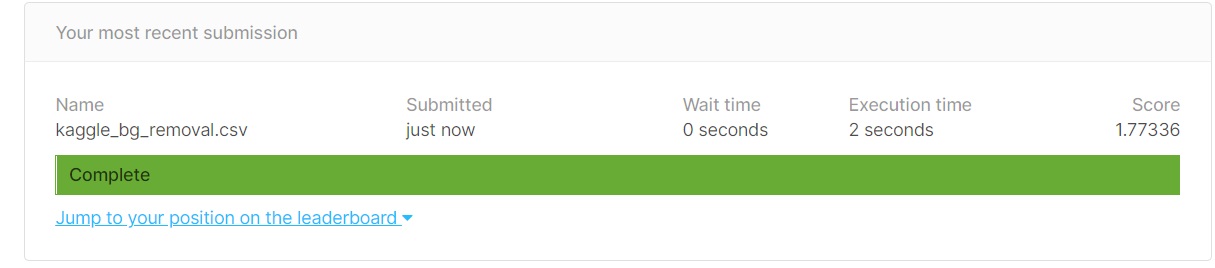 Your most recent submission
Name Submitted Wait time Execution time Score
kaggle_bg_removal.csv just now 0 seconds 2 seconds 1.77336
Complete
Jump to your position on the leaderboard